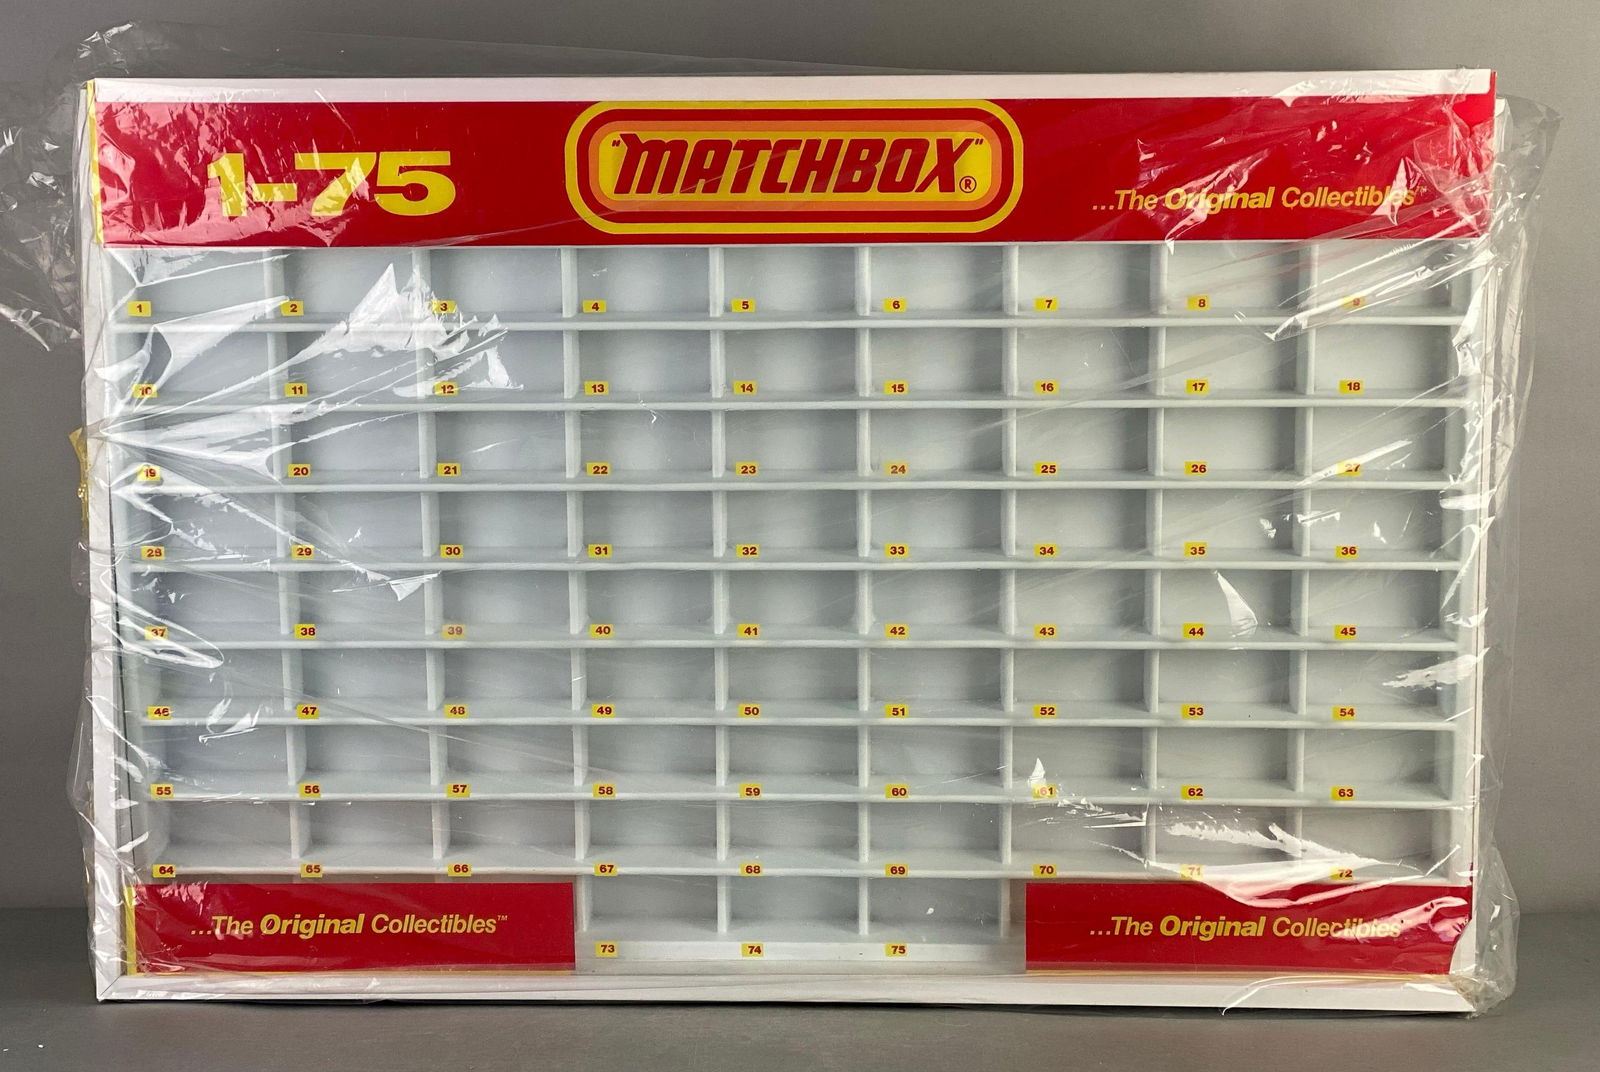 1-75
"MATCHBOX"®
...The Original Collectibles™
1 2 3 4 5 6 7 8 9
10 11 12 13 14 15 16 17 18
19 20 21 22 23 24 25 26 27
28 29 30 31 32 33 34 35 36
37 38 39 40 41 42 43 44 45
46 47 48 49 50 51 52 53 54
55 56 57 58 59 60 61 62 63
64 65 66 67 68 69 70 71 72
...The Original Collectibles™
73 74 75
...The Original Collectibles™